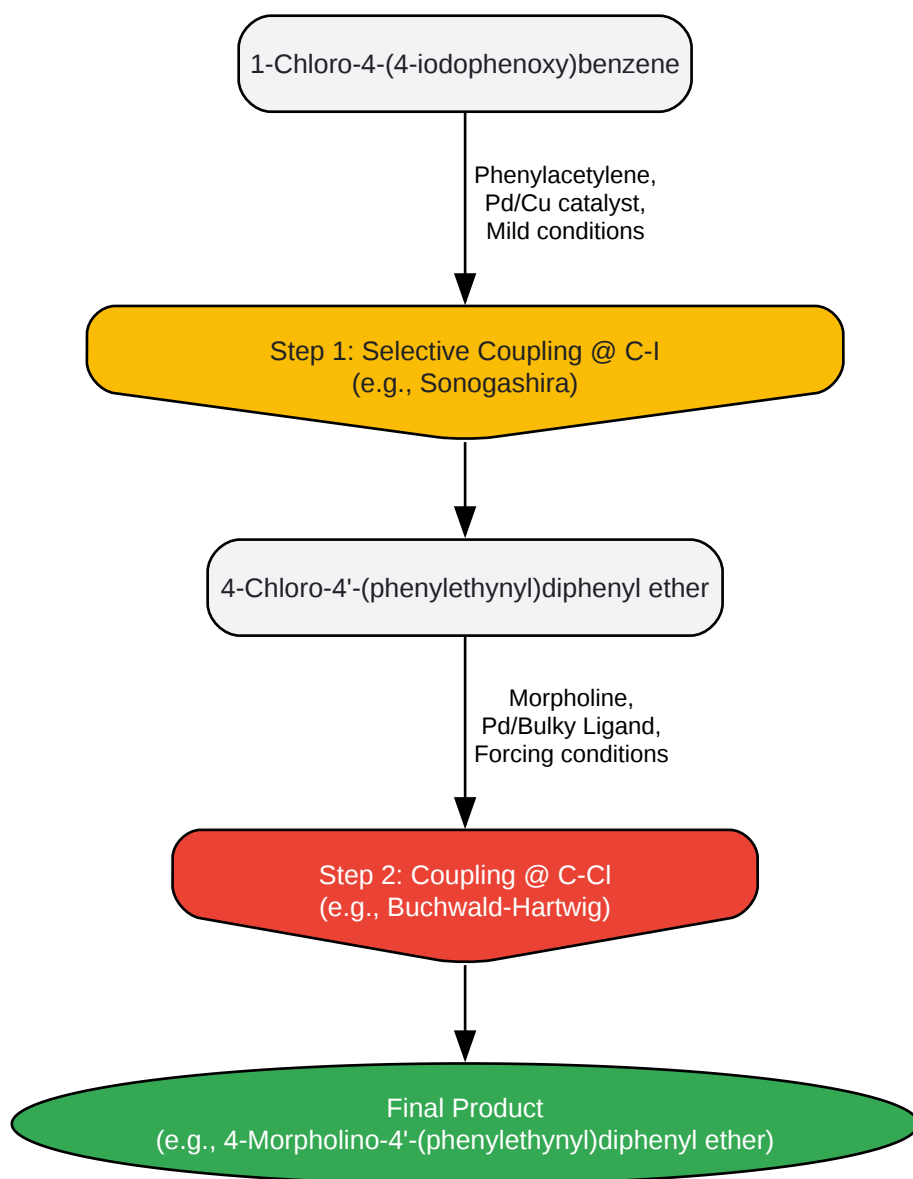 1-Chloro-4-(4-iodophenoxy)benzene
Phenylacetylene,
Pd/Cu catalyst,
Mild conditions
Step 1: Selective Coupling @ C-I
(e.g., Sonogashira)
4-Chloro-4'-(phenylethynyl)diphenyl ether
Morpholine,
Pd/Bulky Ligand,
Forcing conditions
Step 2: Coupling @ C-Cl
(e.g., Buchwald-Hartwig)
Final Product
(e.g., 4-Morpholino-4'-(phenylethynyl)diphenyl ether)